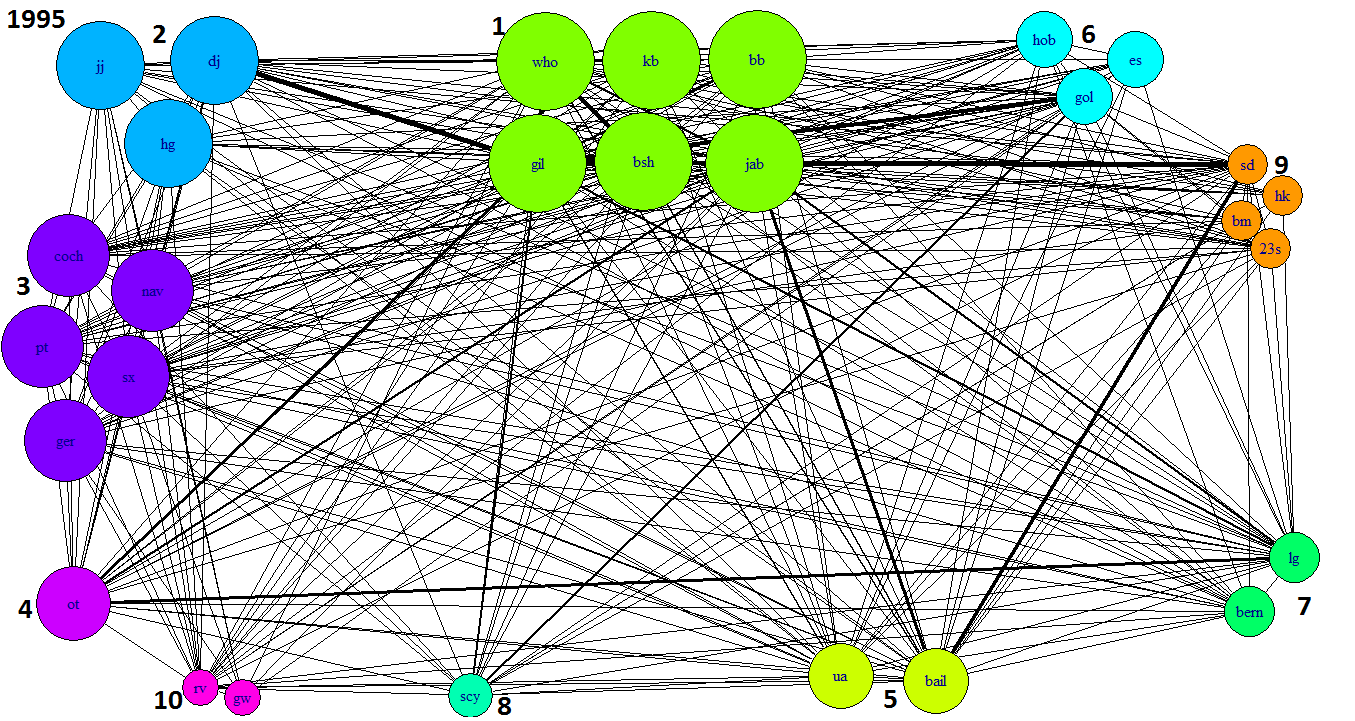 1995
2
1
6
jj
dj
who
kb
bb
hob
es
gol
hg
gil
bsh
jab
sd
9
hk
bm
23s
coch
nav
3
pt
sx
ger
lg
4
ot
bern
7
10
rv
gw
scy
8
ua
5
bail